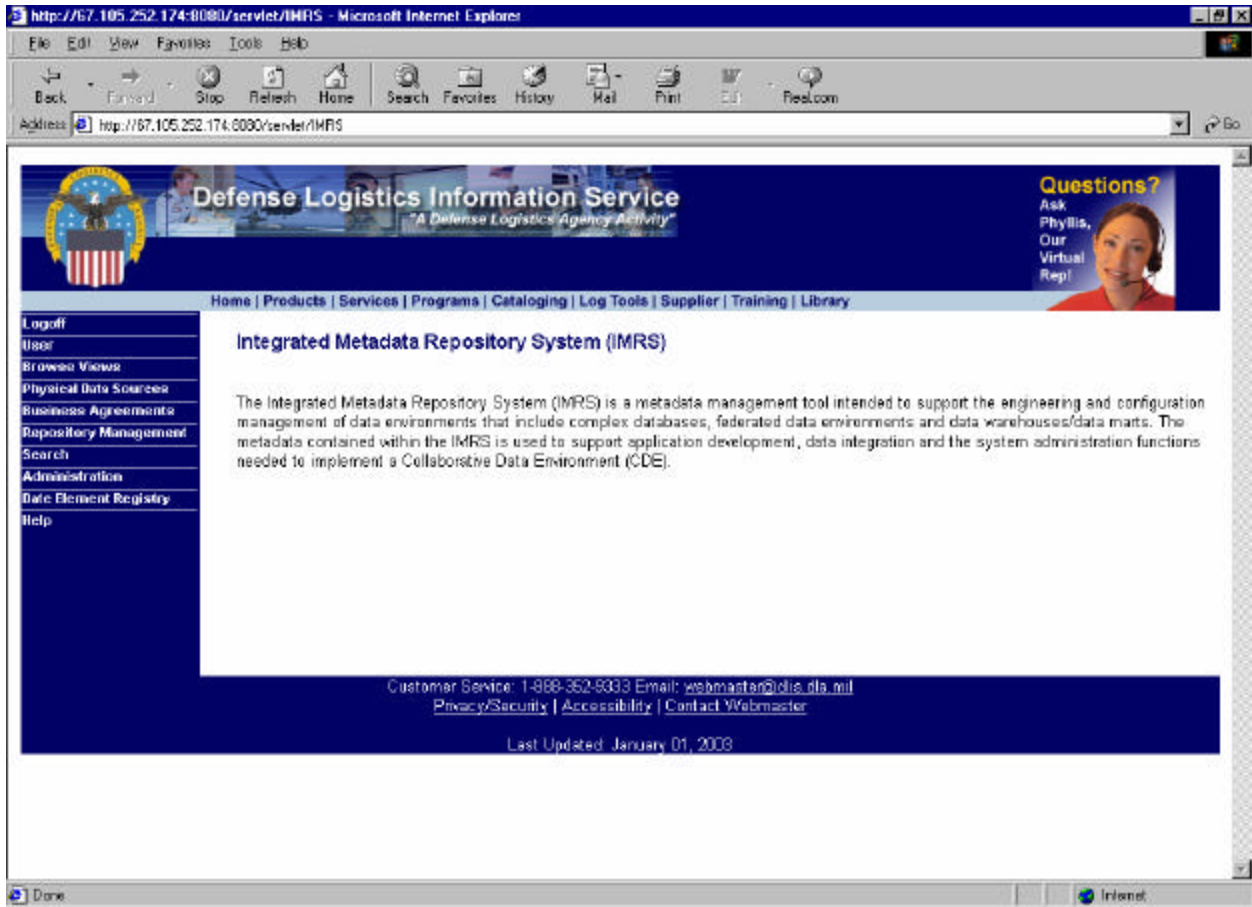 http://67.105.252.174:8080/servlet/IMRS - Microsoft Internet Explorer
File Edit View Favorites Tools Help
Back Forward Stop Refresh Home Search Favorites History Mail Print Edit Real.com
Address http://67.105.252.174:8080/servlet/IMRS Go
Defense Logistics Information Service
"A Defense Logistics Agency Activity"
Questions?
Ask
Phyllis,
Our
Virtual
Rep!
Home | Products | Services | Programs | Cataloging | Log Tools | Supplier | Training | Library
Logoff
User
Browse Views
Physical Data Sources
Business Agreements
Repository Management
Search
Administration
Date Element Registry
Help
Integrated Metadata Repository System (IMRS)
The Integrated Metadata Repository System (IMRS) is a metadata management tool intended to support the engineering and configuration
management of data environments that include complex databases, federated data environments and data warehouses/data marts. The
metadata contained within the IMRS is used to support application development, data integration and the system administration functions
needed to implement a Collaborative Data Environment (CDE).
Customer Service: 1-888-352-9333 Email: webmaster@dlis.dla.mil
Privacy/Security | Accessibility | Contact Webmaster
Last Updated: January 01, 2003
Done
Internet